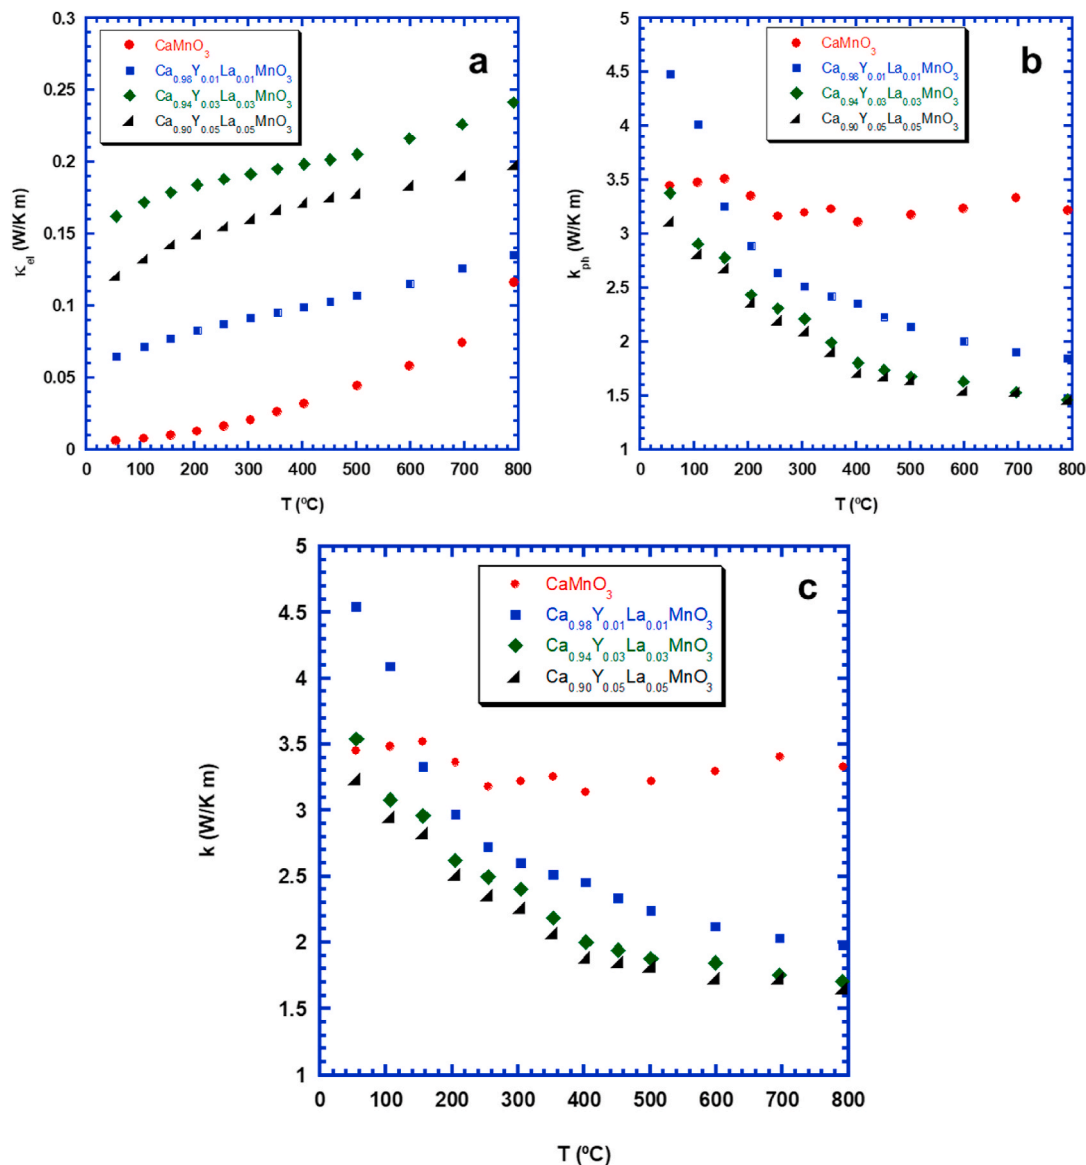 0.3
0.25
0.2
0.15
0.1
0.05
0
κel (W/K m)
CaMnO3
Ca0.98Y0.01La0.01MnO3
Ca0.94Y0.03La0.03MnO3
Ca0.90Y0.05La0.05MnO3
a
0 100 200 300 400 500 600 700 800
T (ºC)
5
4.5
4
3.5
3
2.5
2
1.5
1
kph (W/K m)
CaMnO3
Ca0.98Y0.01La0.01MnO3
Ca0.94Y0.03La0.03MnO3
Ca0.90Y0.05La0.05MnO3
b
0 100 200 300 400 500 600 700 800
T (ºC)
5
4.5
4
3.5
3
2.5
2
1.5
1
k (W/K m)
CaMnO3
Ca0.98Y0.01La0.01MnO3
Ca0.94Y0.03La0.03MnO3
Ca0.90Y0.05La0.05MnO3
c
0 100 200 300 400 500 600 700 800
T (ºC)